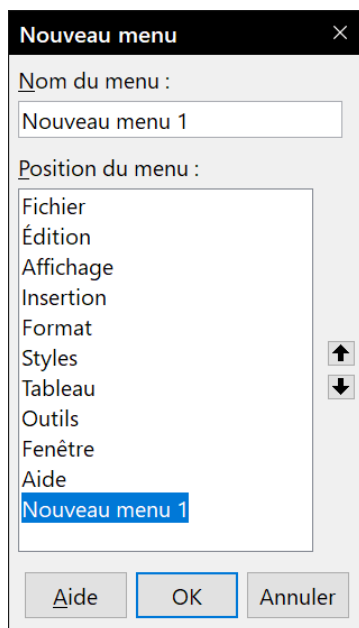 Nouveau menu
Nom du menu :
Nouveau menu 1
Position du menu :
Fichier
Édition
Affichage
Insertion
Format
Styles
Tableau
Outils
Fenêtre
Aide
Nouveau menu 1
Aide OK Annuler